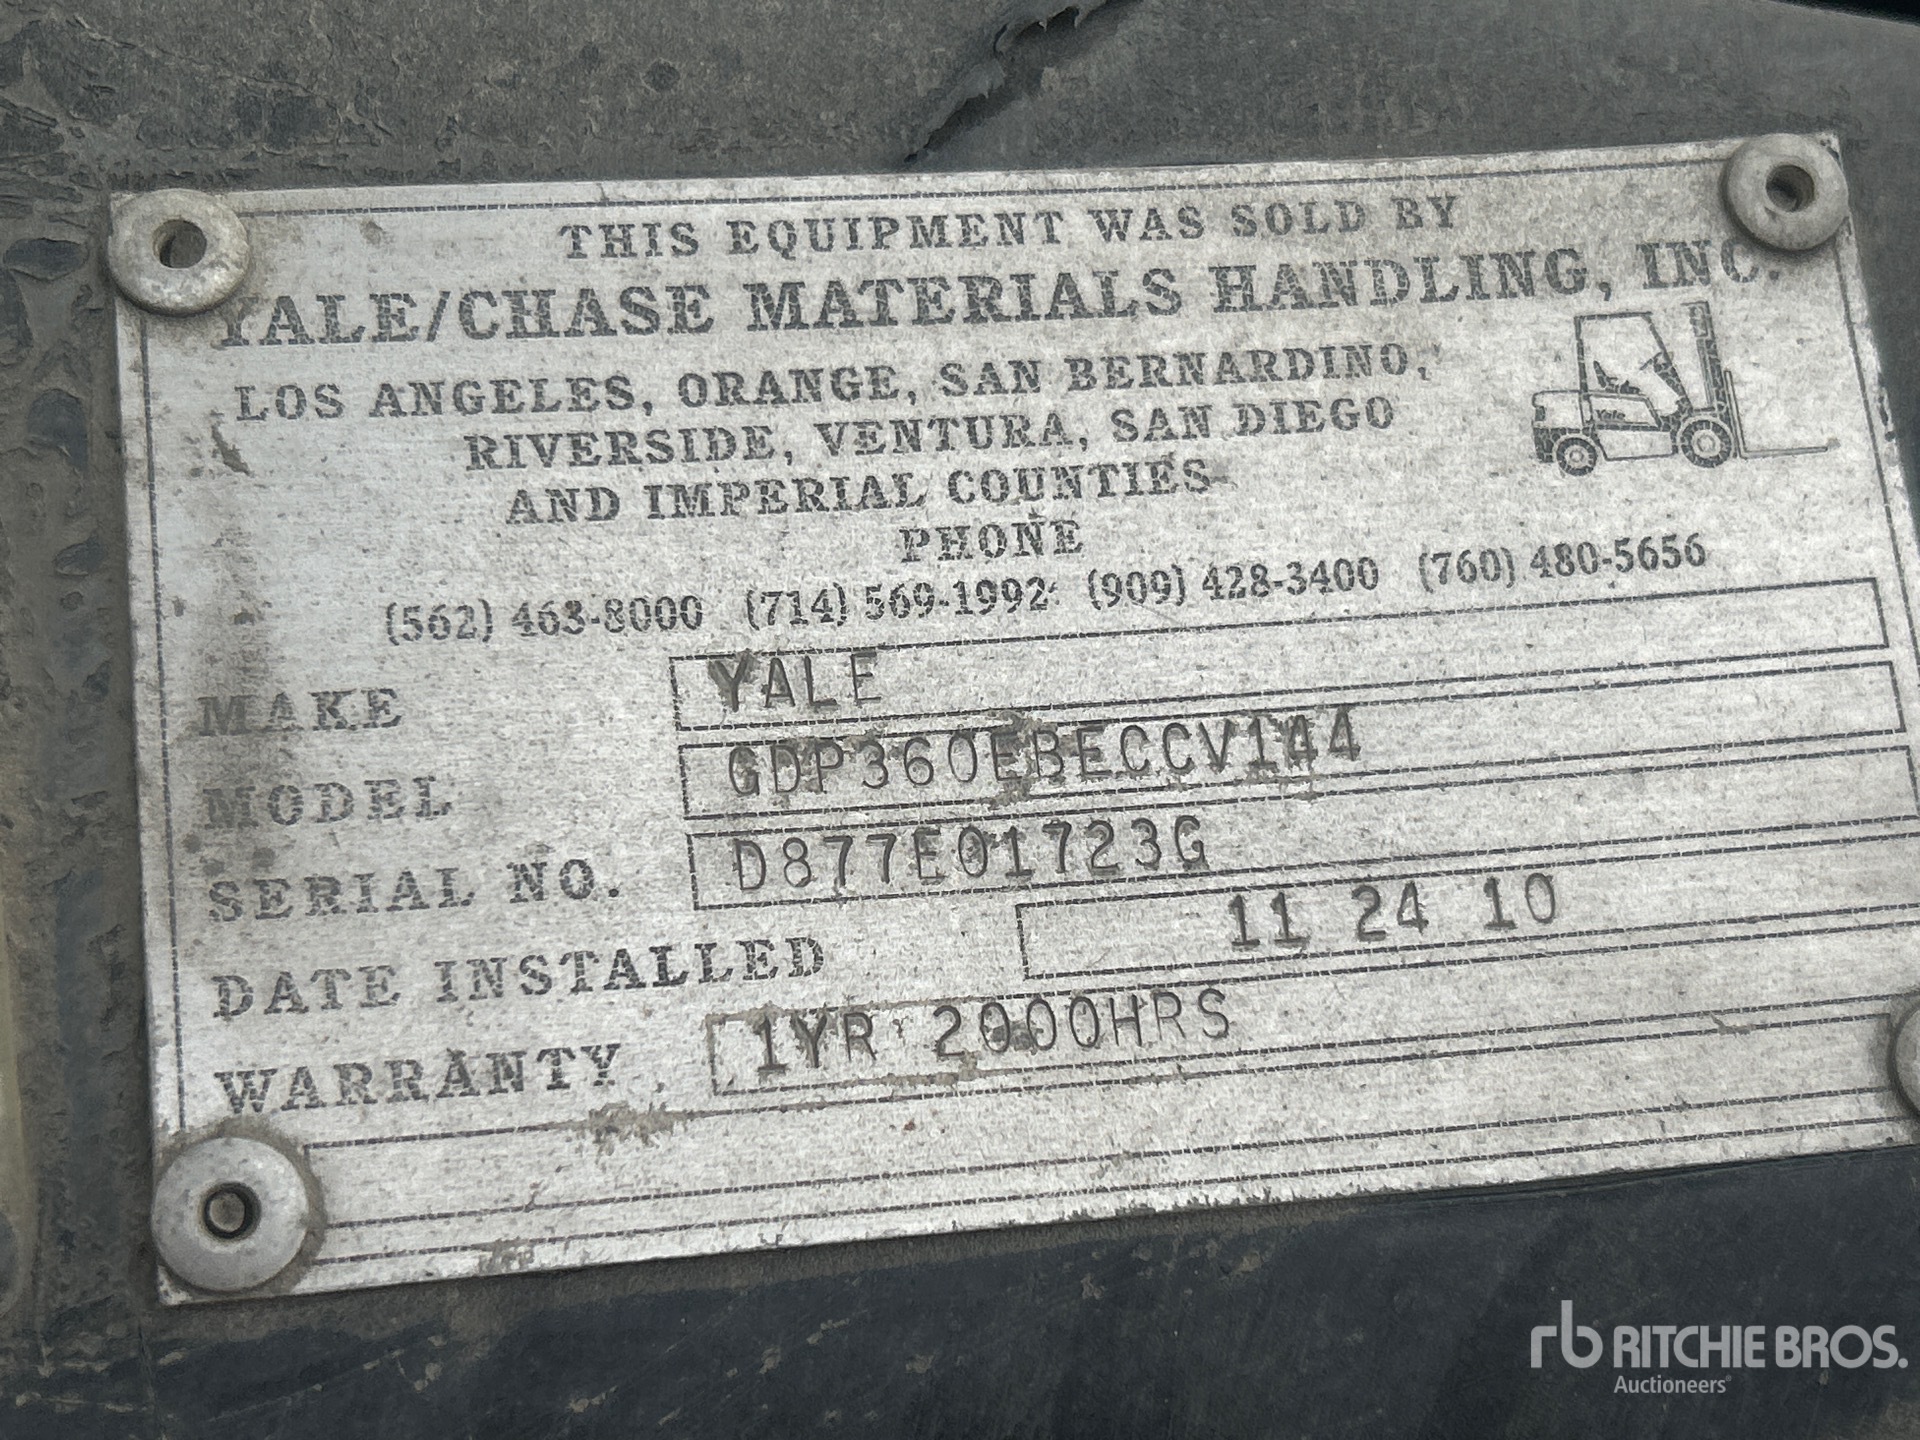 THIS EQUIPMENT WAS SOLD BY
YALE/CHASE MATERIALS HANDLING, INC.
LOS ANGELES, ORANGE, SAN BERNARDINO,
RIVERSIDE, VENTURA, SAN DIEGO
AND IMPERIAL COUNTIES
Yale
PHONE
(562) 463-8000 (714) 569-1992 (909) 428-3400 (760) 480-5656
MAKE YALE
MODEL GDP360EBECCV144
SERIAL NO. D877E01723G
DATE INSTALLED 11 24 10
WARRANTY 1YR 2000HRS
rb RITCHIE BROS.
Auctioneers